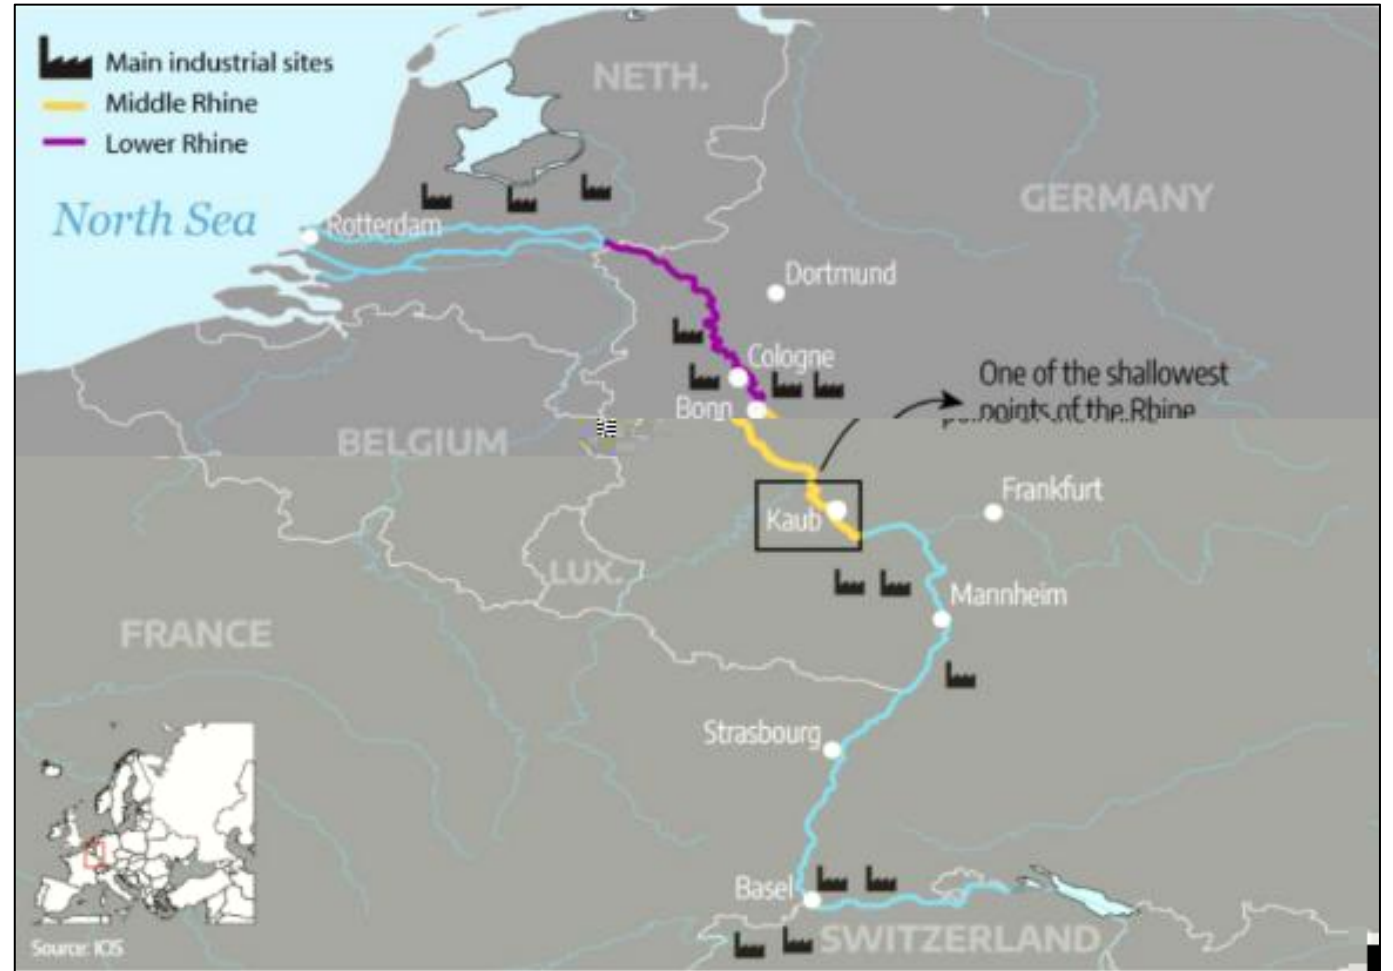 Main industrial sites
Middle Rhine
Lower Rhine
NETH.
GERMANY
North Sea
Rotterdam
Dortmund
Cologne
One of the shallowest
points of the Rhine
Bonn
BELGIUM
Frankfurt
Kaub
LUX.
Mannheim
FRANCE
Strasbourg
Basel
SWITZERLAND
Source: ICIS